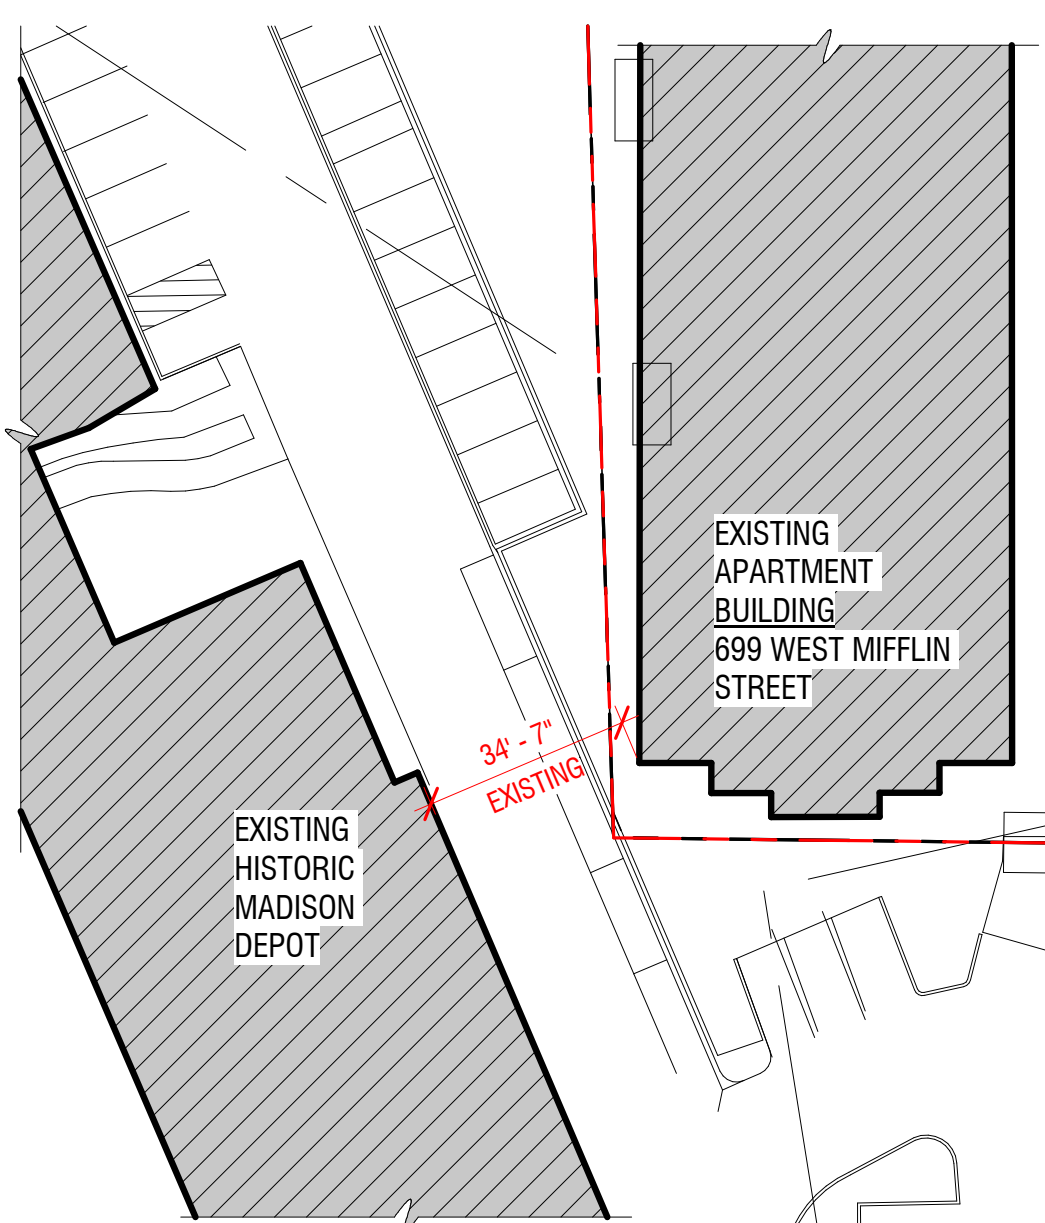 EXISTING
APARTMENT
BUILDING
699 WEST MIFFLIN
STREET
34' - 7"
EXISTING
EXISTING
HISTORIC
MADISON
DEPOT